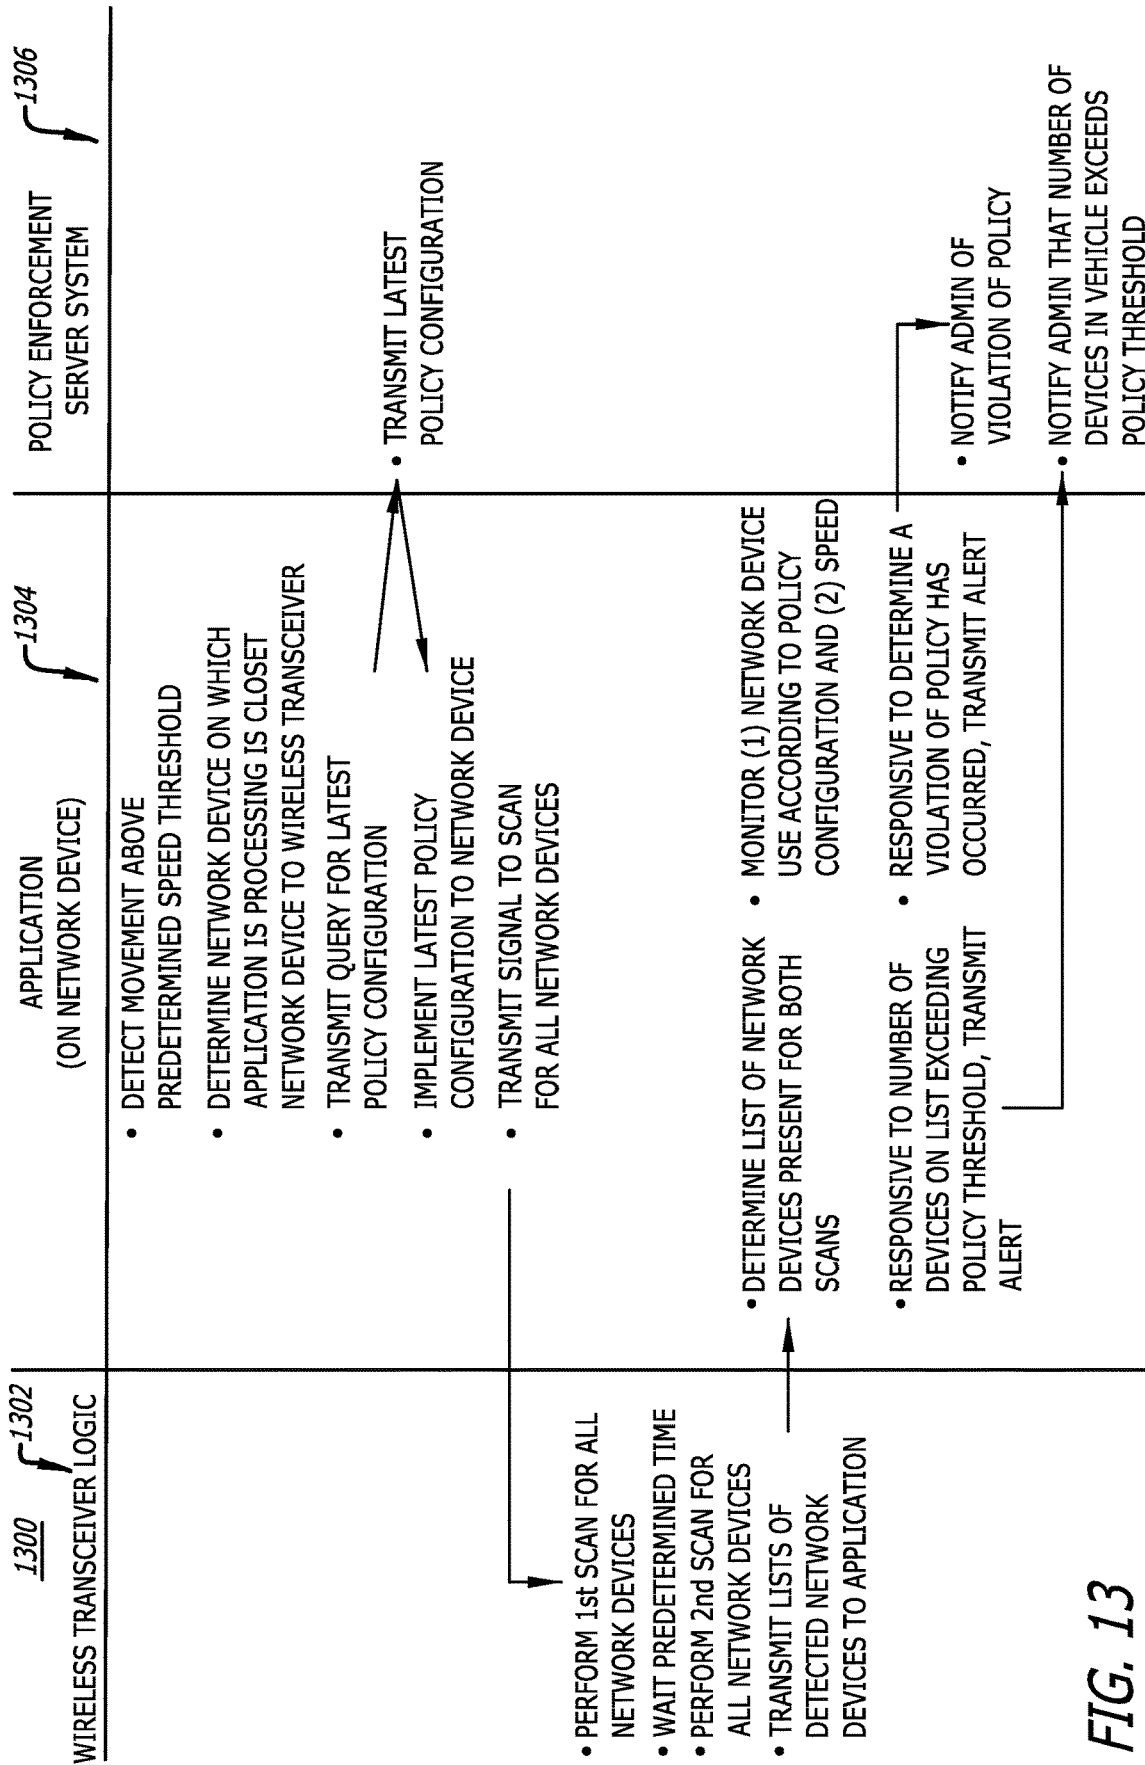 1300
1302
WIRELESS TRANSCEIVER LOGIC
• PERFORM 1st SCAN FOR ALL
NETWORK DEVICES
• WAIT PREDETERMINED TIME
• PERFORM 2nd SCAN FOR
ALL NETWORK DEVICES
• TRANSMIT LISTS OF
DETECTED NETWORK
DEVICES TO APPLICATION
APPLICATION
(ON NETWORK DEVICE)
1304
• DETECT MOVEMENT ABOVE
PREDETERMINED SPEED THRESHOLD
• DETERMINE NETWORK DEVICE ON WHICH
APPLICATION IS PROCESSING IS CLOSET
NETWORK DEVICE TO WIRELESS TRANSCEIVER
• TRANSMIT QUERY FOR LATEST
POLICY CONFIGURATION
• IMPLEMENT LATEST POLICY
CONFIGURATION TO NETWORK DEVICE
• TRANSMIT SIGNAL TO SCAN
FOR ALL NETWORK DEVICES
• DETERMINE LIST OF NETWORK
DEVICES PRESENT FOR BOTH
SCANS
• RESPONSIVE TO NUMBER OF
DEVICES ON LIST EXCEEDING
POLICY THRESHOLD, TRANSMIT
ALERT
• MONITOR (1) NETWORK DEVICE
USE ACCORDING TO POLICY
CONFIGURATION AND (2) SPEED
• RESPONSIVE TO DETERMINE A
VIOLATION OF POLICY HAS
OCCURRED, TRANSMIT ALERT
POLICY ENFORCEMENT
SERVER SYSTEM
1306
• TRANSMIT LATEST
POLICY CONFIGURATION
• NOTIFY ADMIN OF
VIOLATION OF POLICY
• NOTIFY ADMIN THAT NUMBER OF
DEVICES IN VEHICLE EXCEEDS
POLICY THRESHOLD
FIG. 13